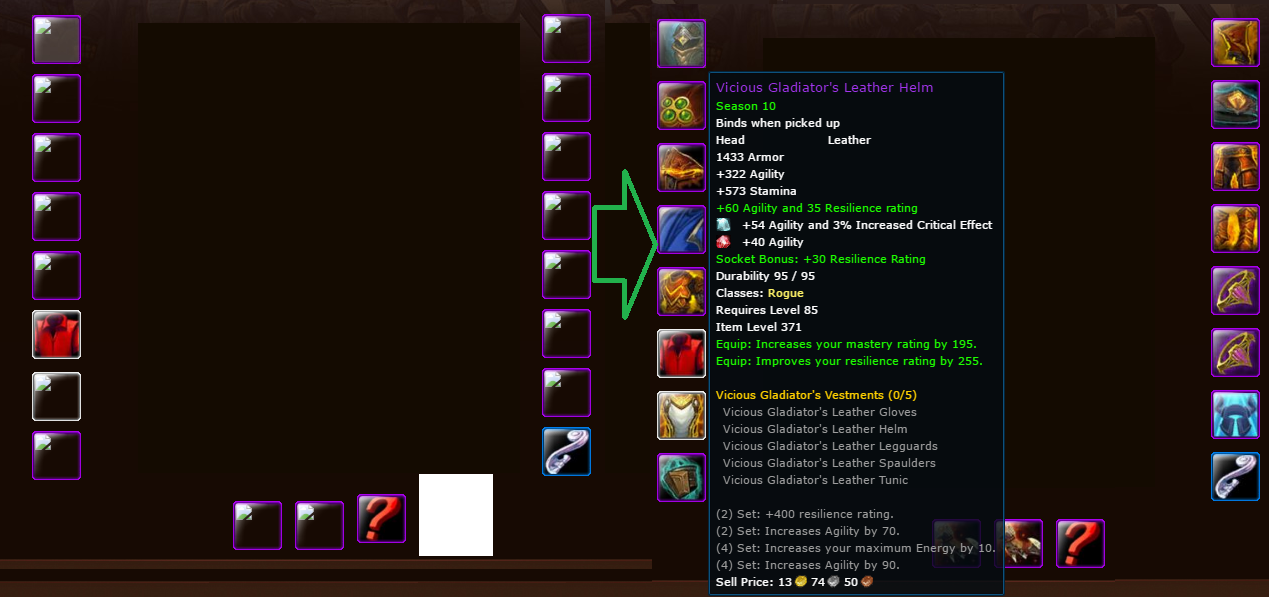 Vicious Gladiator's Leather Helm
Season 10
Binds when picked up
Head Leather
1433 Armor
+322 Agility
+573 Stamina
+60 Agility and 35 Resilience rating
+54 Agility and 3% Increased Critical Effect
+40 Agility
Socket Bonus: +30 Resilience Rating
Durability 95 / 95
Classes: Rogue
Requires Level 85
Item Level 371
Equip: Increases your mastery rating by 195.
Equip: Improves your resilience rating by 255.
Vicious Gladiator's Vestments (0/5)
Vicious Gladiator's Leather Gloves
Vicious Gladiator's Leather Helm
Vicious Gladiator's Leather Legguards
Vicious Gladiator's Leather Spaulders
Vicious Gladiator's Leather Tunic
(2) Set: +400 resilience rating.
(2) Set: Increases Agility by 70.
(4) Set: Increases your maximum Energy by 10.
(4) Set: Increases Agility by 90.
Sell Price: 13 74 50